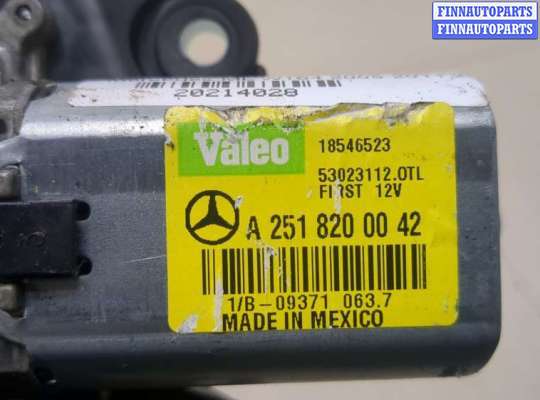 FINNAUTOPARTS
FINNAUTOPARTS
20214028
Valeo
18546523
53023112.OTL
FIRST 12V
A 251 820 00 42
1/B-09371 063.7
MADE IN MEXICO